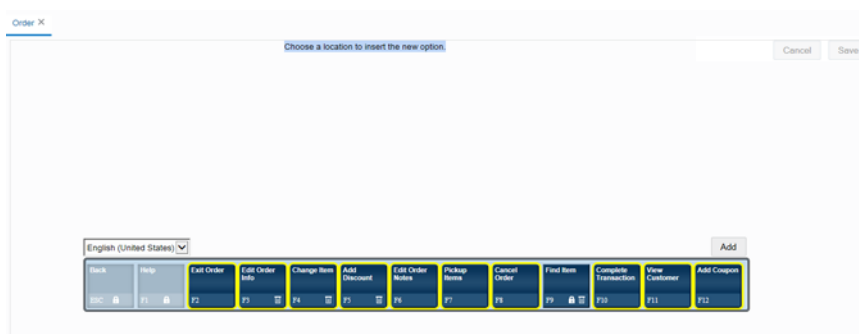 Order ×
Choose a location to insert the new option.
Cancel Save
English (United States)
Add
Back Help Exit Order Edit Order Info Change Item Add Discount Edit Order Notes Pickup Items Cancel Order Find Item Complete Transaction View Customer Add Coupon
ESC F1 F2 F3 F4 F5 F6 F7 F8 F9 F10 F11 F12